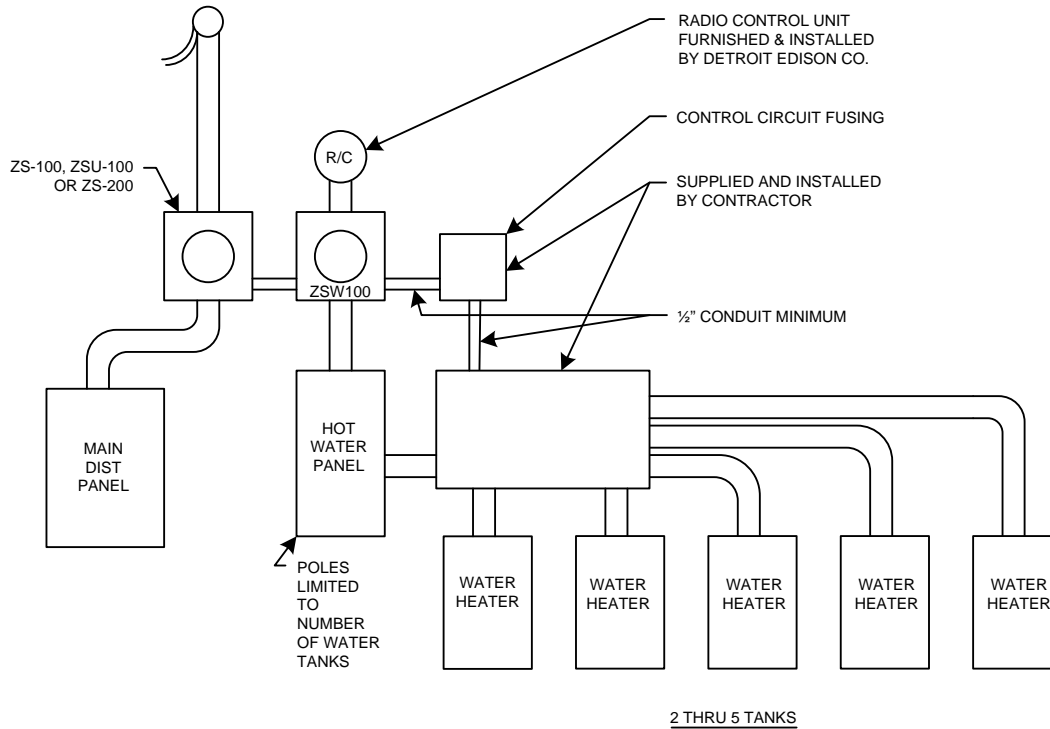 RADIO CONTROL UNIT
FURNISHED & INSTALLED
BY DETROIT EDISON CO.
CONTROL CIRCUIT FUSING
R/C
ZS-100, ZSU-100
OR ZS-200
SUPPLIED AND INSTALLED
BY CONTRACTOR
ZSW100
½" CONDUIT MINIMUM
MAIN
DIST
PANEL
HOT
WATER
PANEL
POLES
LIMITED
TO
NUMBER
OF WATER
TANKS
WATER
HEATER
WATER
HEATER
WATER
HEATER
WATER
HEATER
WATER
HEATER
2 THRU 5 TANKS